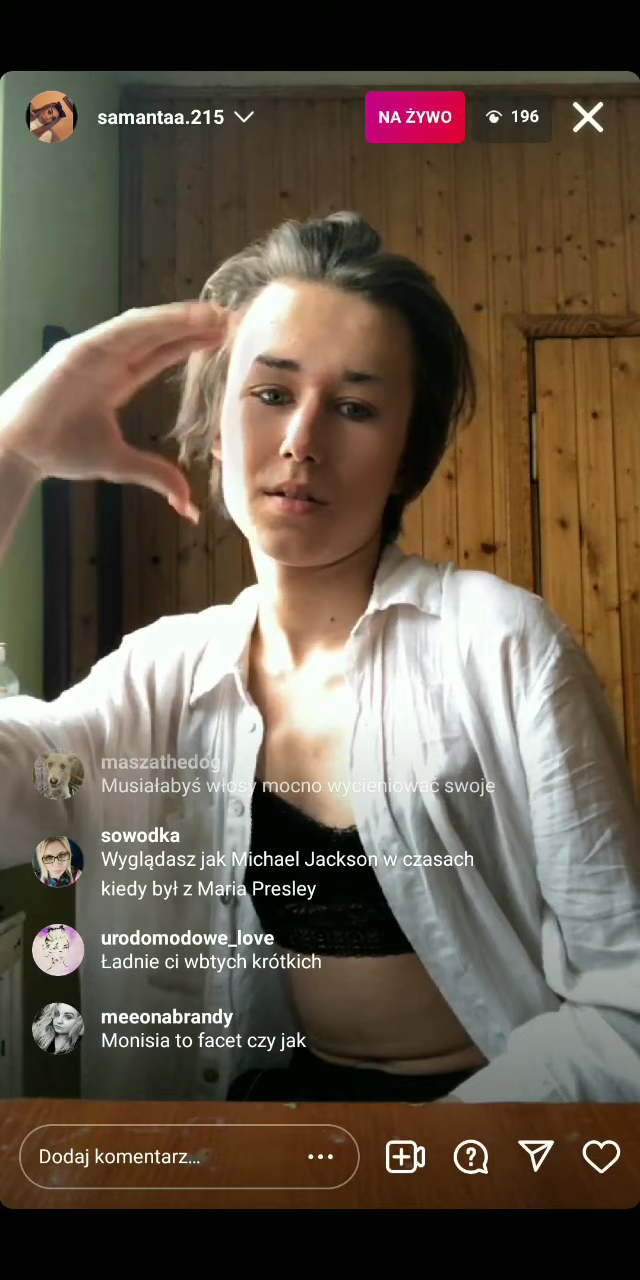 samantaa.215
NA ŻYWO
196
maszathedog
Musiałabyś włosy mocno wycieniować swoje
sowodka
Wyglądasz jak Michael Jackson w czasach
kiedy był z Maria Presley
urodomodowe_love
Ładnie ci wbtych krótkich
meeonabrandy
Monisia to facet czy jak
Dodaj komentarz...